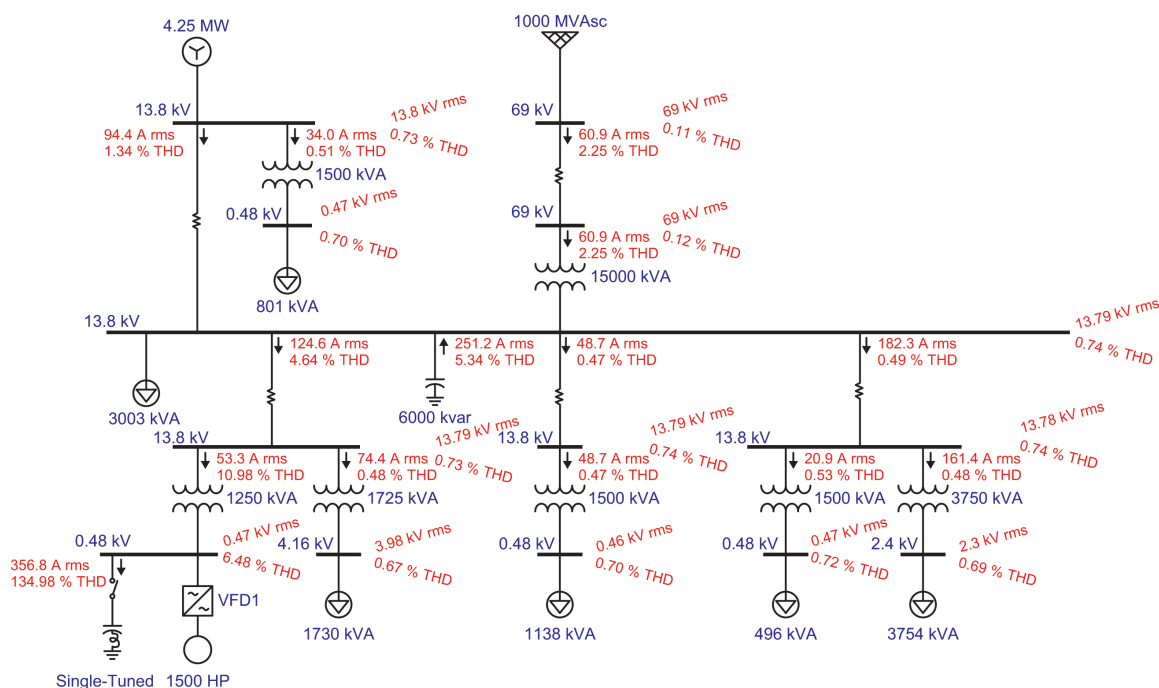 4.25 MW
1000 MVAsc
13.8 kV
13.8 kV rms
0.73 % THD
94.4 A rms
1.34 % THD
34.0 A rms
0.51 % THD
1500 kVA
0.48 kV
0.47 kV rms
0.70 % THD
801 kVA
69 kV
69 kV rms
0.11 % THD
60.9 A rms
2.25 % THD
69 kV
69 kV rms
0.12 % THD
60.9 A rms
2.25 % THD
15000 kVA
13.8 kV
13.79 kV rms
0.74 % THD
3003 kVA
124.6 A rms
4.64 % THD
251.2 A rms
5.34 % THD
6000 kvar
48.7 A rms
0.47 % THD
182.3 A rms
0.49 % THD
13.8 kV
13.79 kV rms
0.73 % THD
53.3 A rms
10.98 % THD
74.4 A rms
0.48 % THD
1250 kVA
1725 kVA
13.8 kV
13.79 kV rms
0.74 % THD
48.7 A rms
0.47 % THD
1500 kVA
13.8 kV
13.78 kV rms
0.74 % THD
20.9 A rms
0.53 % THD
161.4 A rms
0.48 % THD
1500 kVA
3750 kVA
0.48 kV
0.47 kV rms
6.48 % THD
356.8 A rms
134.98 % THD
VFD1
Single-Tuned
1500 HP
4.16 kV
3.98 kV rms
0.67 % THD
1730 kVA
0.48 kV
0.46 kV rms
0.70 % THD
1138 kVA
0.48 kV
0.47 kV rms
0.72 % THD
496 kVA
2.4 kV
2.3 kV rms
0.69 % THD
3754 kVA